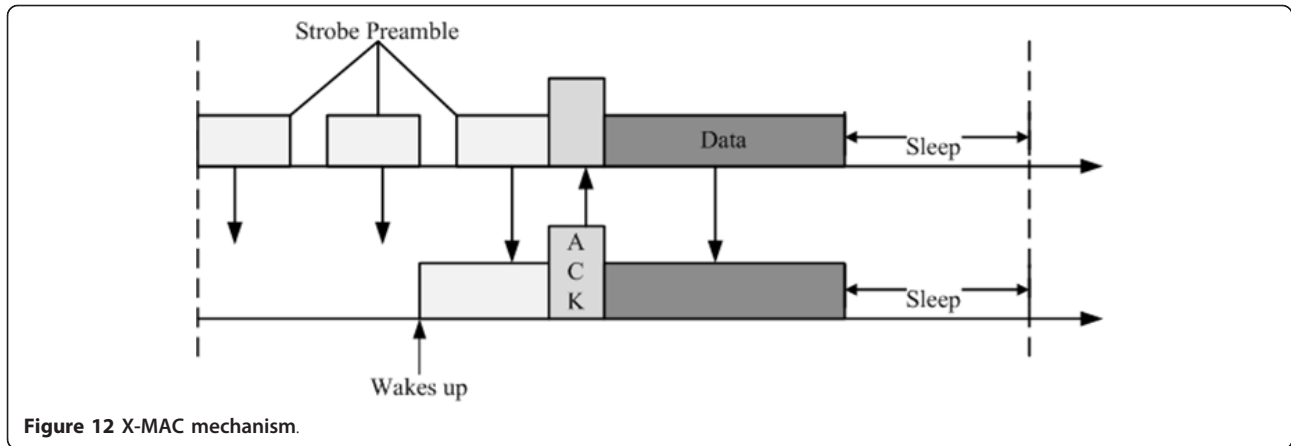 Strobe Preamble
Data
Sleep
A
C
K
Sleep
Wakes up
Figure 12 X-MAC mechanism.